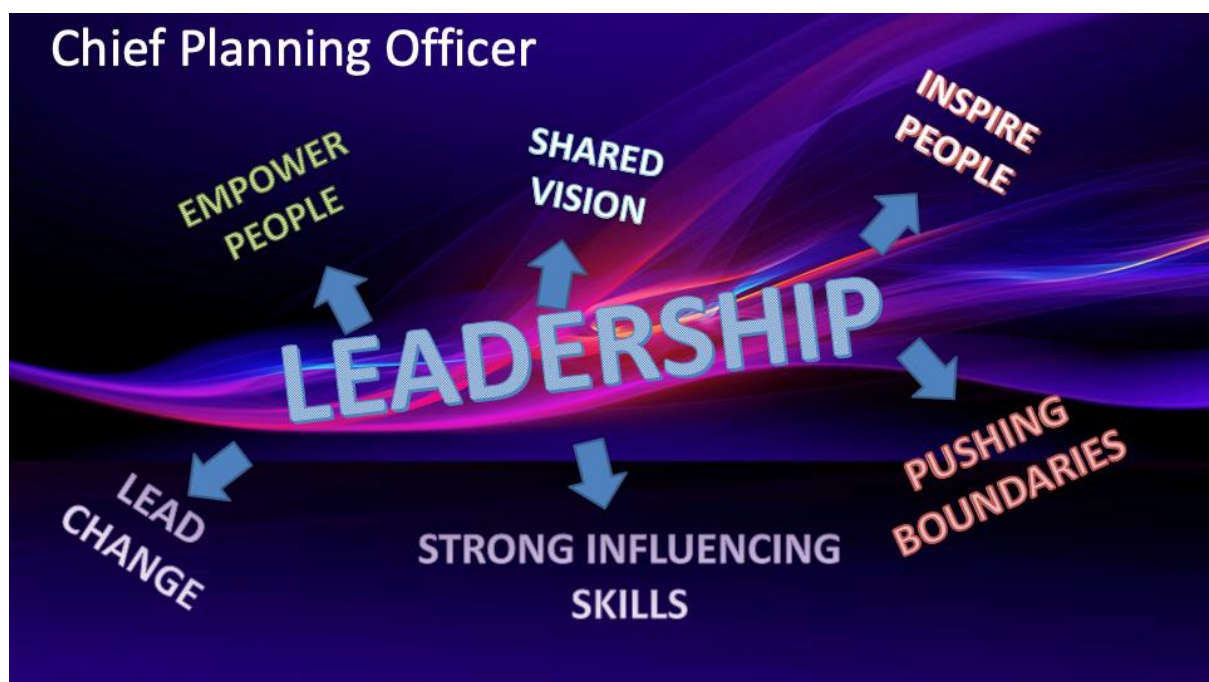 Chief Planning Officer
EMPOWER
PEOPLE
SHARED
VISION
INSPIRE
PEOPLE
LEADERSHIP
LEAD
CHANGE
STRONG INFLUENCING
SKILLS
PUSHING
BOUNDARIES